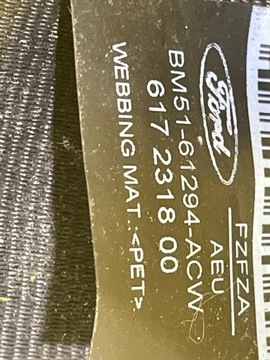 Ford
FZFZA
BM51-61294-ACW
AEU
617 2318 00
WEBBING MAT.:<PET>